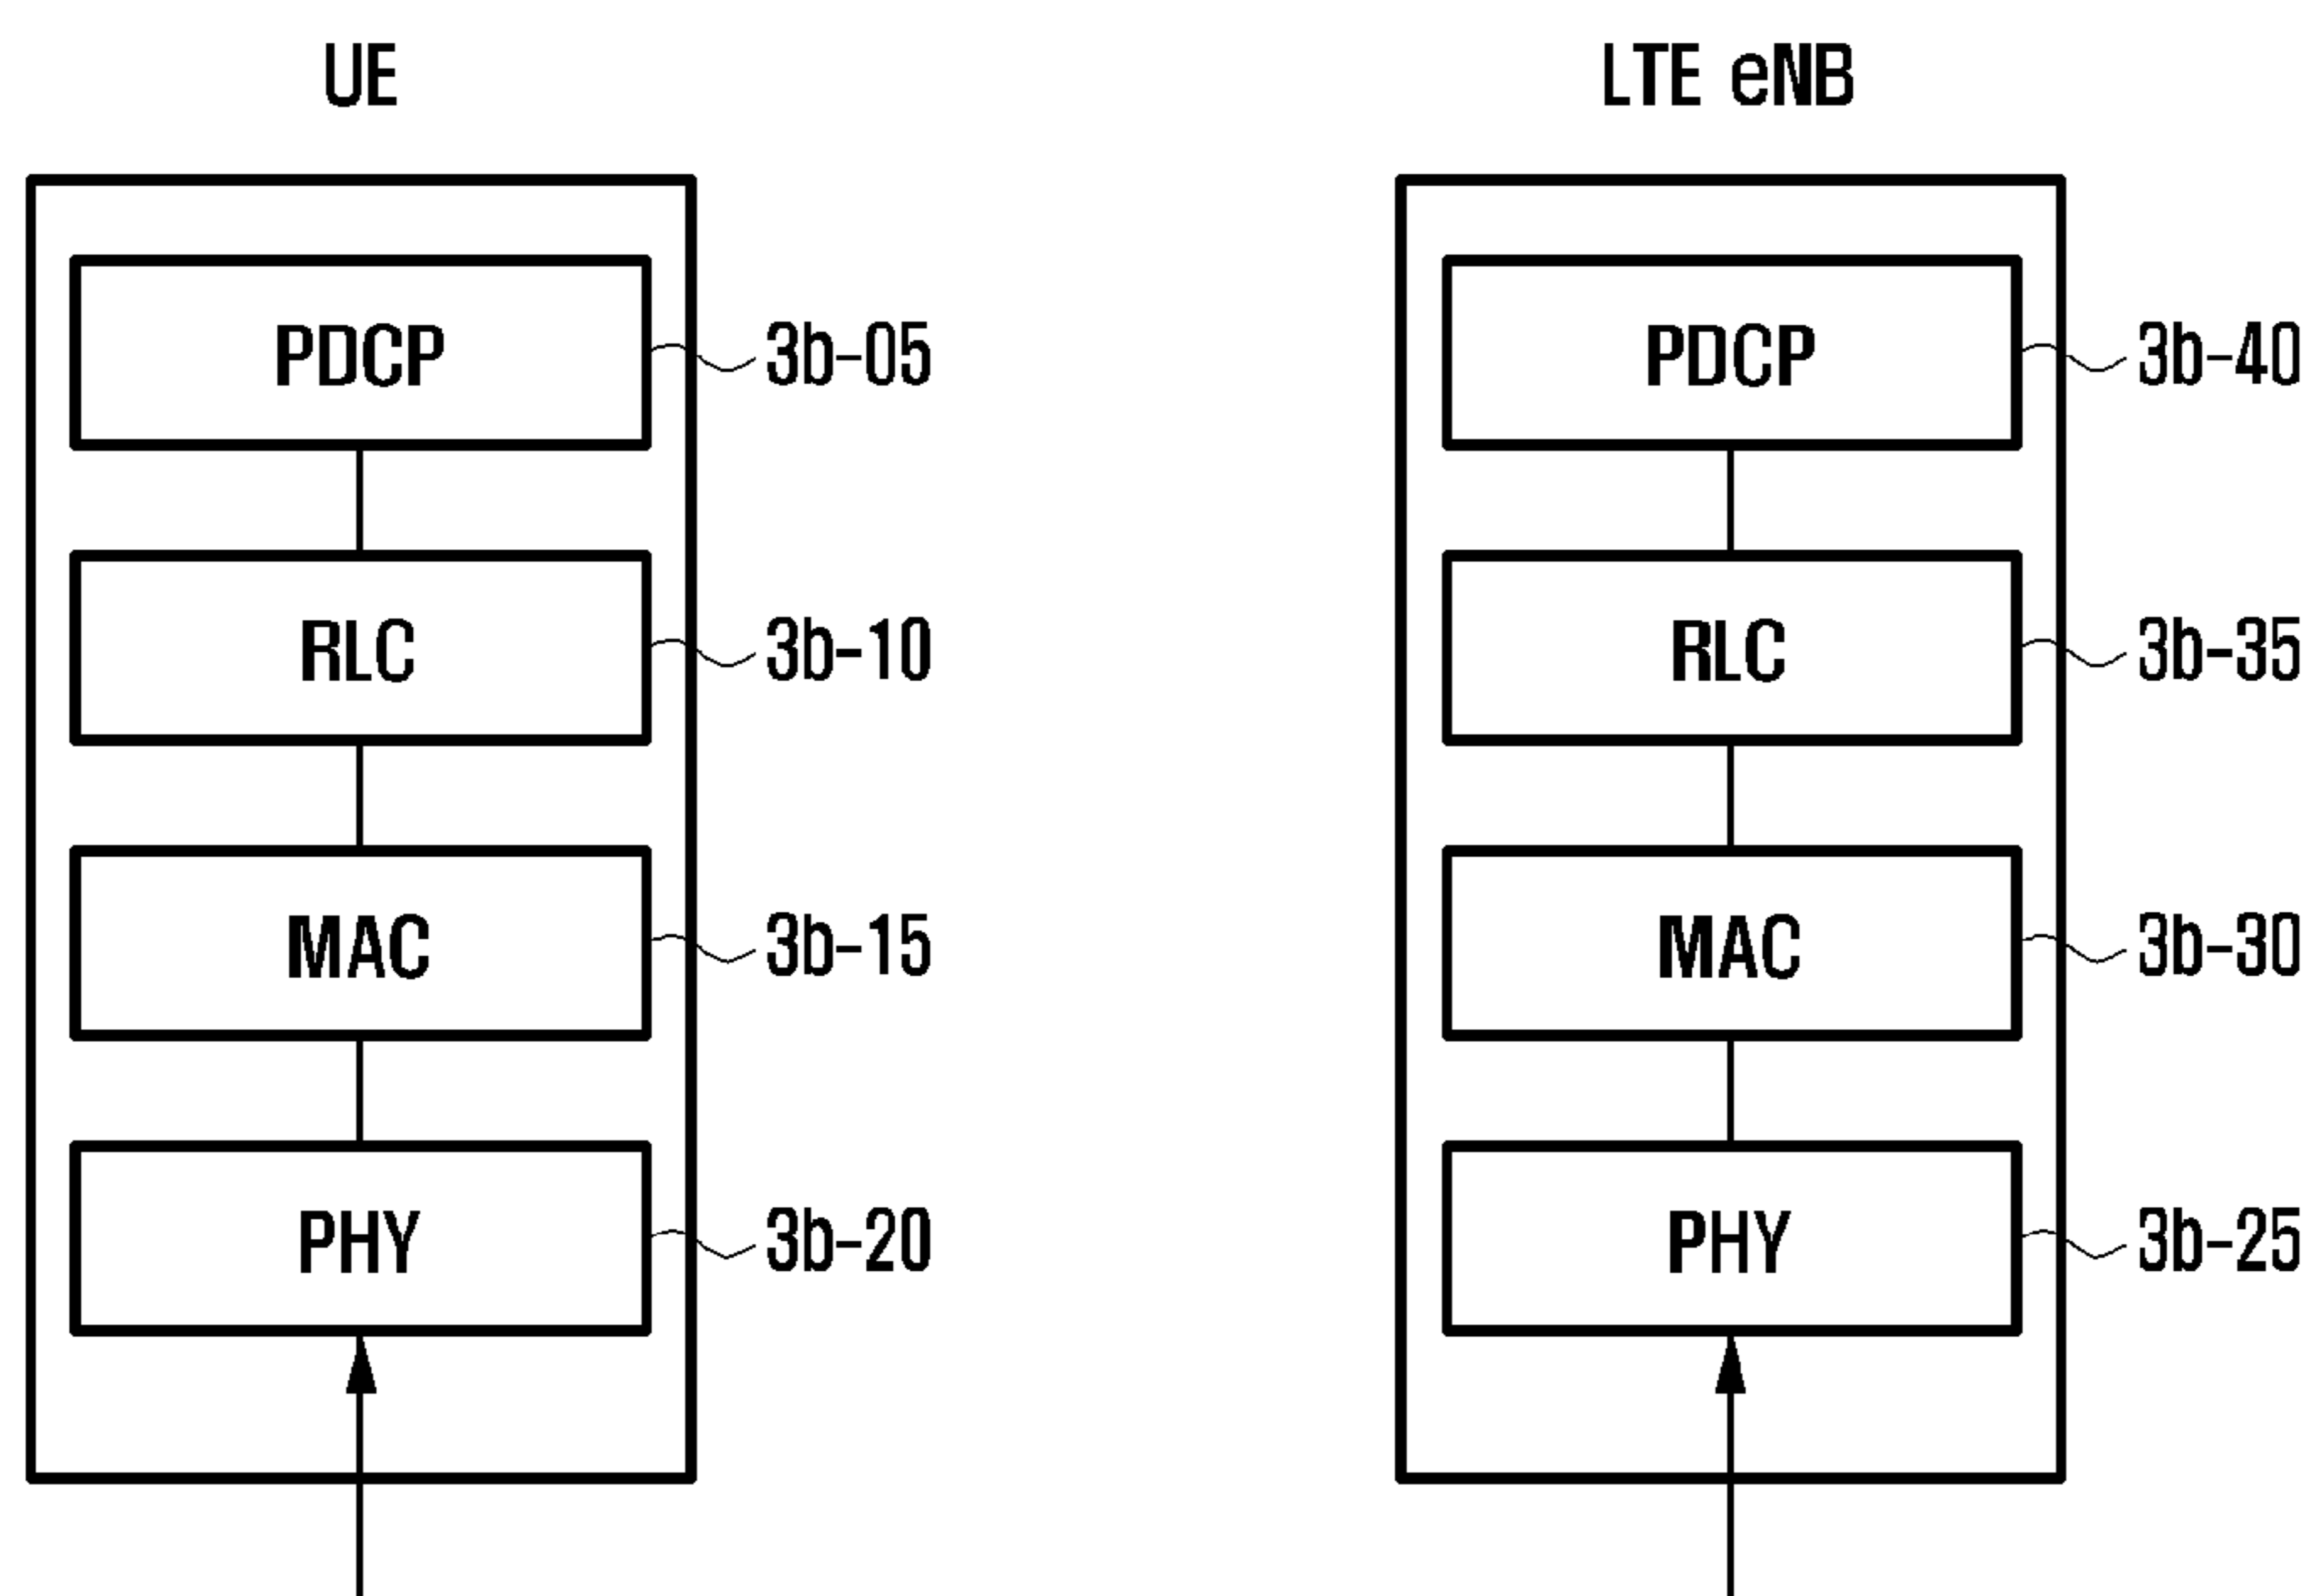 UE LTE eNB
PDCP 3b-05 PDCP 3b-40
RLC 3b-10 RLC 3b-35
MAC 3b-15 MAC 3b-30
PHY 3b-20 PHY 3b-25